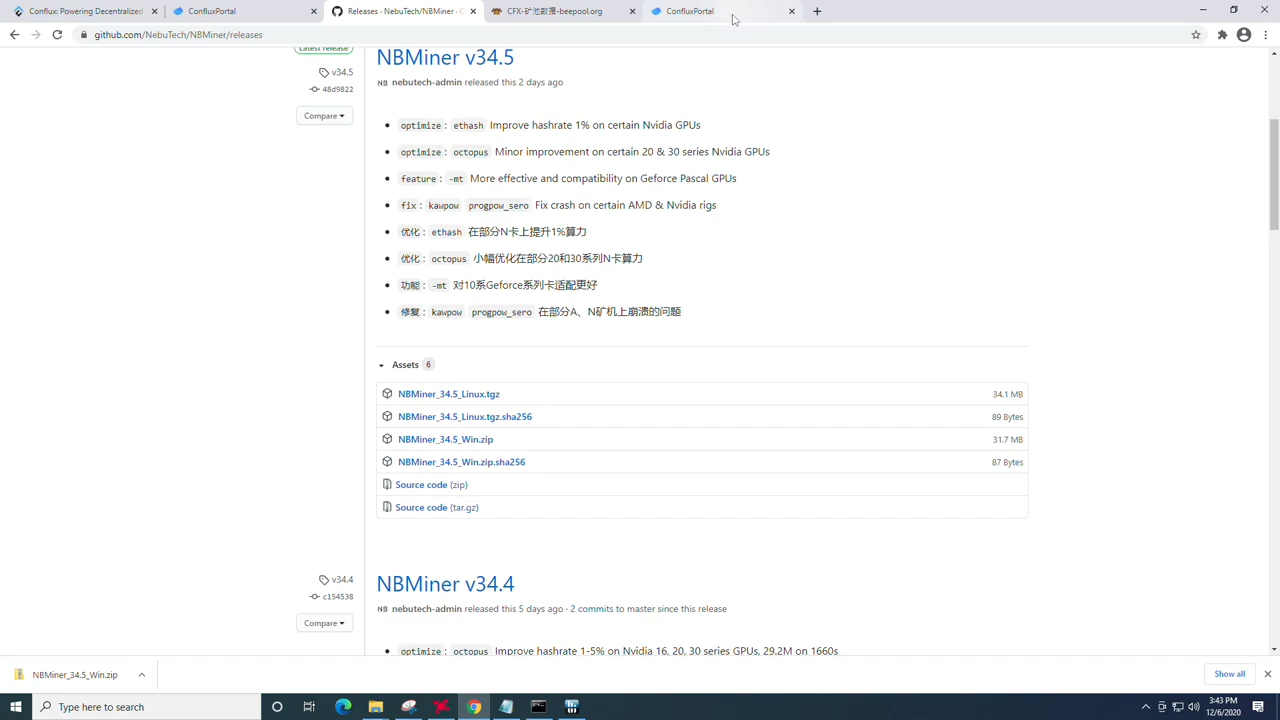 Conflux Powering Decentralized
ConfluxPortal
Releases · NebuTech/NBMiner · G
CFX-矿池数据-beepool.org
ConfluxPortal
github.com/NebuTech/NBMiner/releases
Latest release
v34.5
48d9822
Compare
NBMiner v34.5
NB nebutech-admin released this 2 days ago
optimize : ethash Improve hashrate 1% on certain Nvidia GPUs
optimize : octopus Minor improvement on certain 20 & 30 series Nvidia GPUs
feature : -mt More effective and compatibility on Geforce Pascal GPUs
fix : kawpow progpow_sero Fix crash on certain AMD & Nvidia rigs
优化 : ethash 在部分N卡上提升1%算力
优化 : octopus 小幅优化在部分20和30系列N卡算力
功能 : -mt 对10系Geforce系列卡适配更好
修复 : kawpow progpow_sero 在部分A、N矿机上崩溃的问题
Assets 6
NBMiner_34.5_Linux.tgz 34.1 MB
NBMiner_34.5_Linux.tgz.sha256 89 Bytes
NBMiner_34.5_Win.zip 31.7 MB
NBMiner_34.5_Win.zip.sha256 87 Bytes
Source code (zip)
Source code (tar.gz)
v34.4
c154538
Compare
NBMiner v34.4
NB nebutech-admin released this 5 days ago · 2 commits to master since this release
optimize : octopus Improve hashrate 1-5% on Nvidia 16, 20, 30 series GPUs, 29.2M on 1660s
NBMiner_34.5_Win.zip
Show all
Type here to search
3:43 PM
12/6/2020